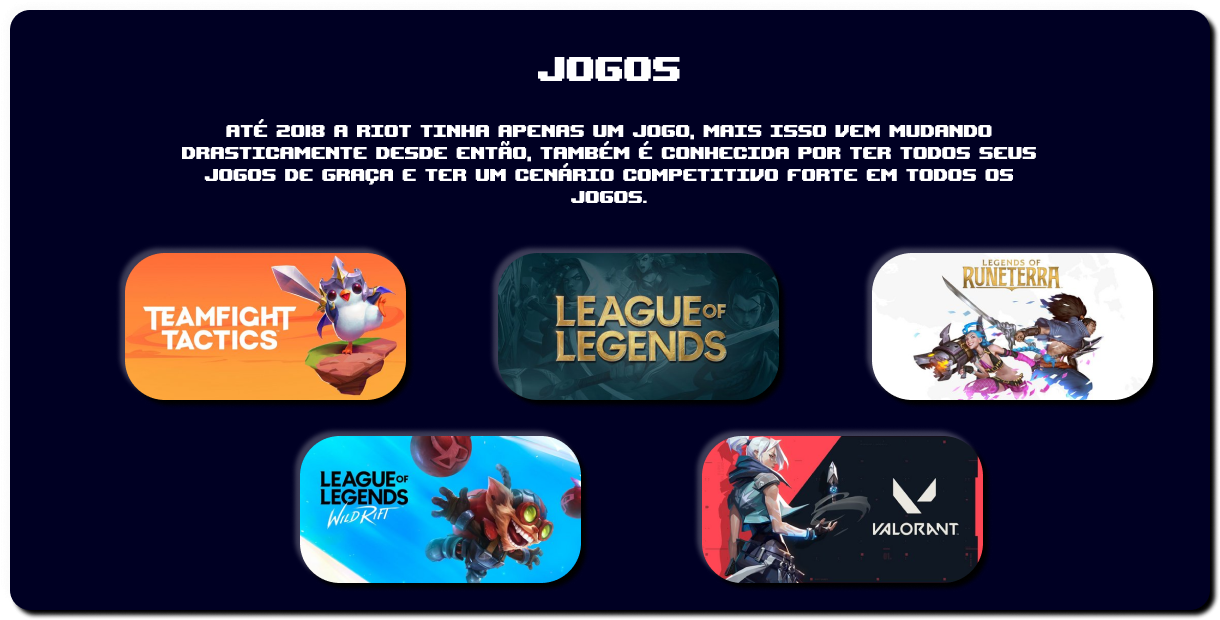 JOGOS
ATÉ 2018 A RIOT TINHA APENAS UM JOGO, MAIS ISSO VEM MUDANDO
DRASTICAMENTE DESDE ENTÃO, TAMBÉM É CONHECIDA POR TER TODOS SEUS
JOGOS DE GRAÇA E TER UM CENÁRIO COMPETITIVO FORTE EM TODOS OS
JOGOS.
TEAMFIGHT
TACTICS
LEAGUE OF
LEGENDS
LEGENDS OF
RUNETERRA
LEAGUE OF
LEGENDS
WILD RIFT
VALORANT